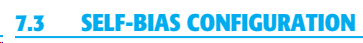 7.3 SELF-BIAS CONFIGURATION